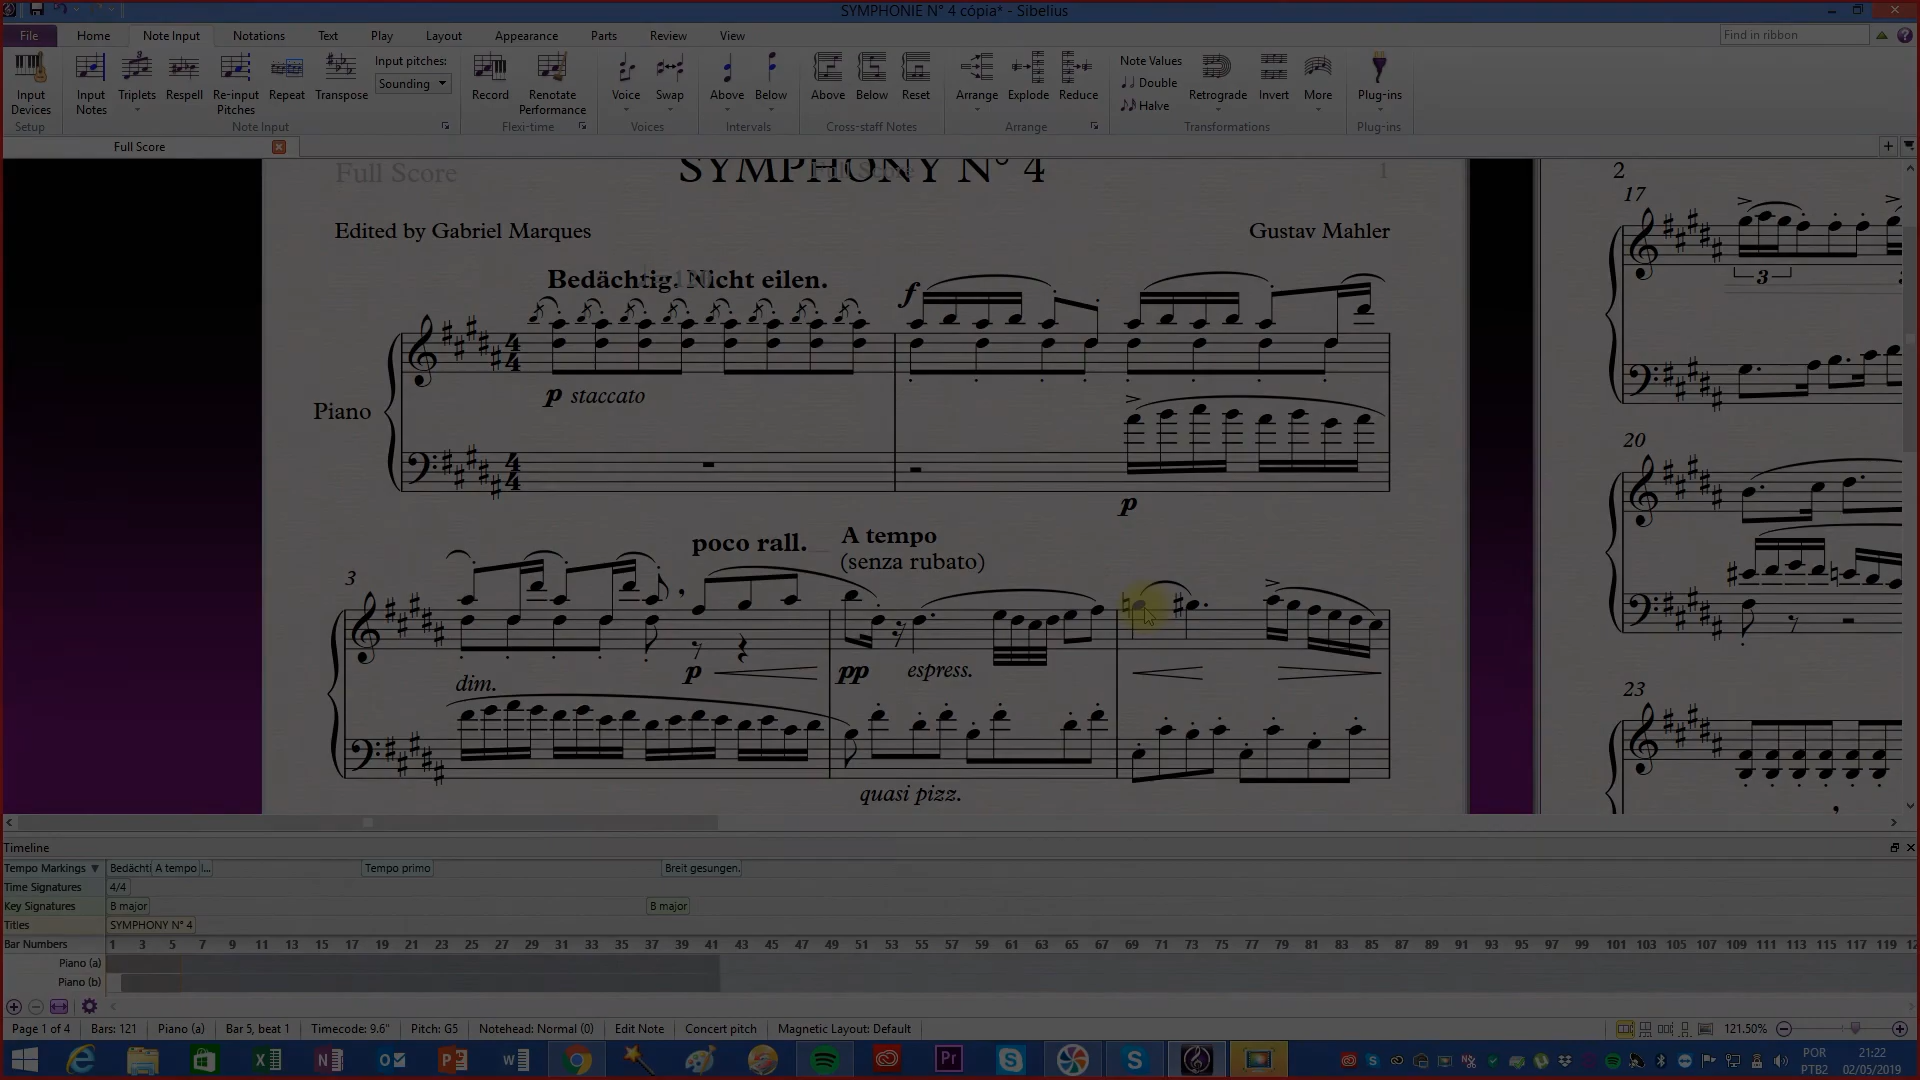 SYMPHONIE N° 4 cópia* - Sibelius
File Home Note Input Notations Text Play Layout Appearance Parts Review View Find in ribbon
Input Devices
Input Notes
Triplets
Respell
Re-input Pitches
Repeat
Transpose
Input pitches:
Sounding
Record
Renotate Performance
Voice
Swap
Above
Below
Above
Below
Reset
Arrange
Explode
Reduce
Note Values
Double
Halve
Retrograde
Invert
More
Plug-ins
Setup Note Input Flexi-time Voices Intervals Cross-staff Notes Arrange Transformations Plug-ins
Full Score
Full Score SYMPHONY N° 4 1
Edited by Gabriel Marques Gustav Mahler
Bedächtig. Nicht eilen.
f
4/4
p staccato
Piano
4/4
p
3 poco rall. A tempo
(senza rubato)
dim. p pp espress.
quasi pizz.
2
17
3
20
23
Timeline
Tempo Markings Bedächti A tempo I... Tempo primo Breit gesungen.
Time Signatures 4/4
Key Signatures B major B major
Titles SYMPHONY N° 4
Bar Numbers 1 3 5 7 9 11 13 15 17 19 21 23 25 27 29 31 33 35 37 39 41 43 45 47 49 51 53 55 57 59 61 63 65 67 69 71 73 75 77 79 81 83 85 87 89 91 93 95 97 99 101 103 105 107 109 111 113 115 117 119 12
Piano (a)
Piano (b)
Page 1 of 4 Bars: 121 Piano (a) Bar 5, beat 1 Timecode: 9.6" Pitch: G5 Notehead: Normal (0) Edit Note Concert pitch Magnetic Layout: Default 121.50%
POR 21:22
PTB2 02/05/2019